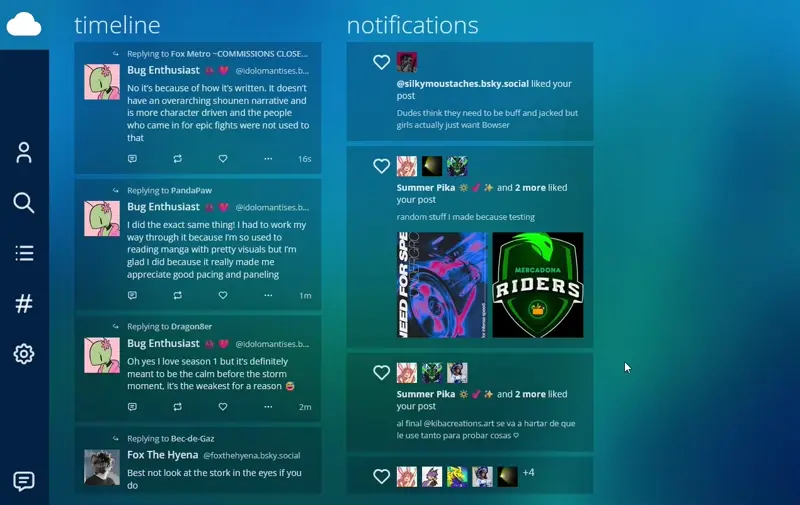 timeline
Replying to Fox Metro ~COMMISSIONS CLOSE...
Bug Enthusiast @idolomantises.b...
No it's because of how it's written. It doesn't
have an overarching shounen narrative and
is more character driven and the people
who came in for epic fights were not used to
that
16s
Replying to PandaPaw
Bug Enthusiast @idolomantises.b...
I did the exact same thing! I had to work my
way through it because I'm so used to
reading manga with pretty visuals but I'm
glad I did because it really made me
appreciate good pacing and paneling
1m
Replying to Dragon8er
Bug Enthusiast @idolomantises.b...
Oh yes I love season 1 but it's definitely
meant to be the calm before the storm
moment, it's the weakest for a reason 😅
2m
Replying to Bec-de-Gaz
Fox The Hyena @foxthehyena.bsky.social
Best not look at the stork in the eyes if you
do
notifications
@silkymoustaches.bsky.social liked your
post
Dudes think they need to be buff and jacked but
girls actually just want Bowser
Summer Pika and 2 more liked
your post
random stuff I made because testing
NEED FOR SPE
MERCADONA
RIDERS
Summer Pika and 2 more liked
your post
al final @kibacreations.art se va a hartar de que
le use tanto para probar cosas ♡
+4